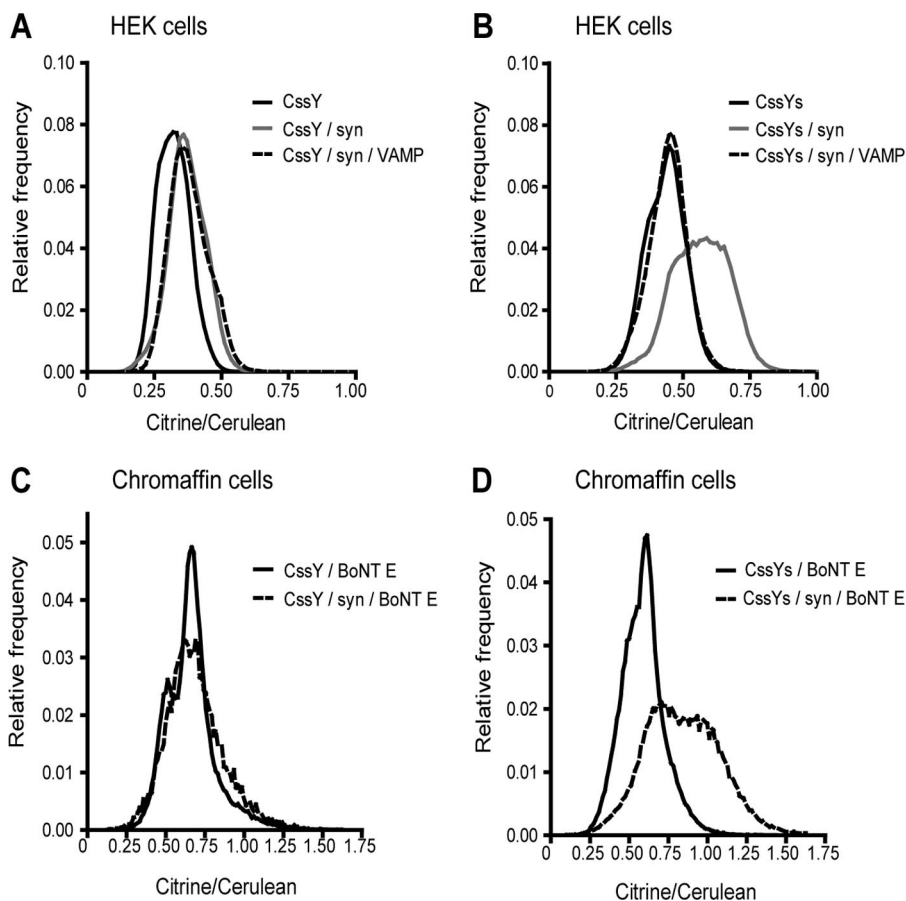 A HEK cells
0.10
0.08
0.06
0.04
0.02
0.00
Relative frequency
CssY
CssY / syn
CssY / syn / VAMP
0 0.25 0.50 0.75 1.00
Citrine/Cerulean
B HEK cells
0.10
0.08
0.06
0.04
0.02
0.00
Relative frequency
CssYs
CssYs / syn
CssYs / syn / VAMP
0 0.25 0.50 0.75 1.00
Citrine/Cerulean
C Chromaffin cells
0.05
0.04
0.03
0.02
0.01
0.00
Relative frequency
CssY / BoNT E
CssY / syn / BoNT E
0 0.25 0.50 0.75 1.00 1.25 1.50 1.75
Citrine/Cerulean
D Chromaffin cells
0.05
0.04
0.03
0.02
0.01
0.00
Relative frequency
CssYs / BoNT E
CssYs / syn / BoNT E
0 0.25 0.50 0.75 1.00 1.25 1.50 1.75
Citrine/Cerulean